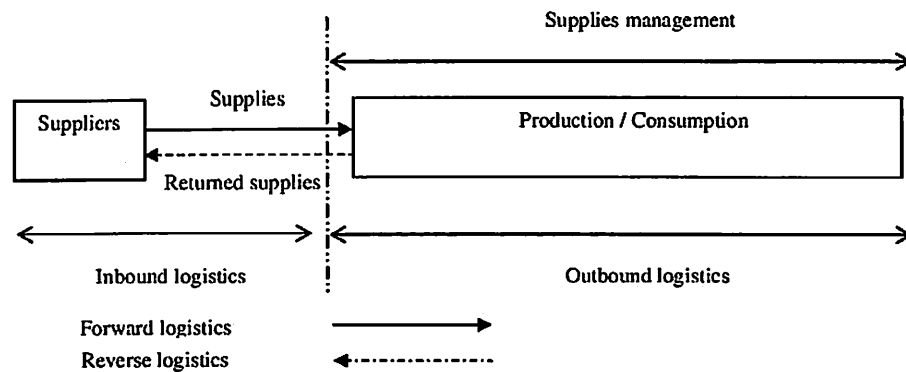 Supplies management
Supplies
Suppliers
Production / Consumption
Returned supplies
Inbound logistics
Outbound logistics
Forward logistics
Reverse logistics